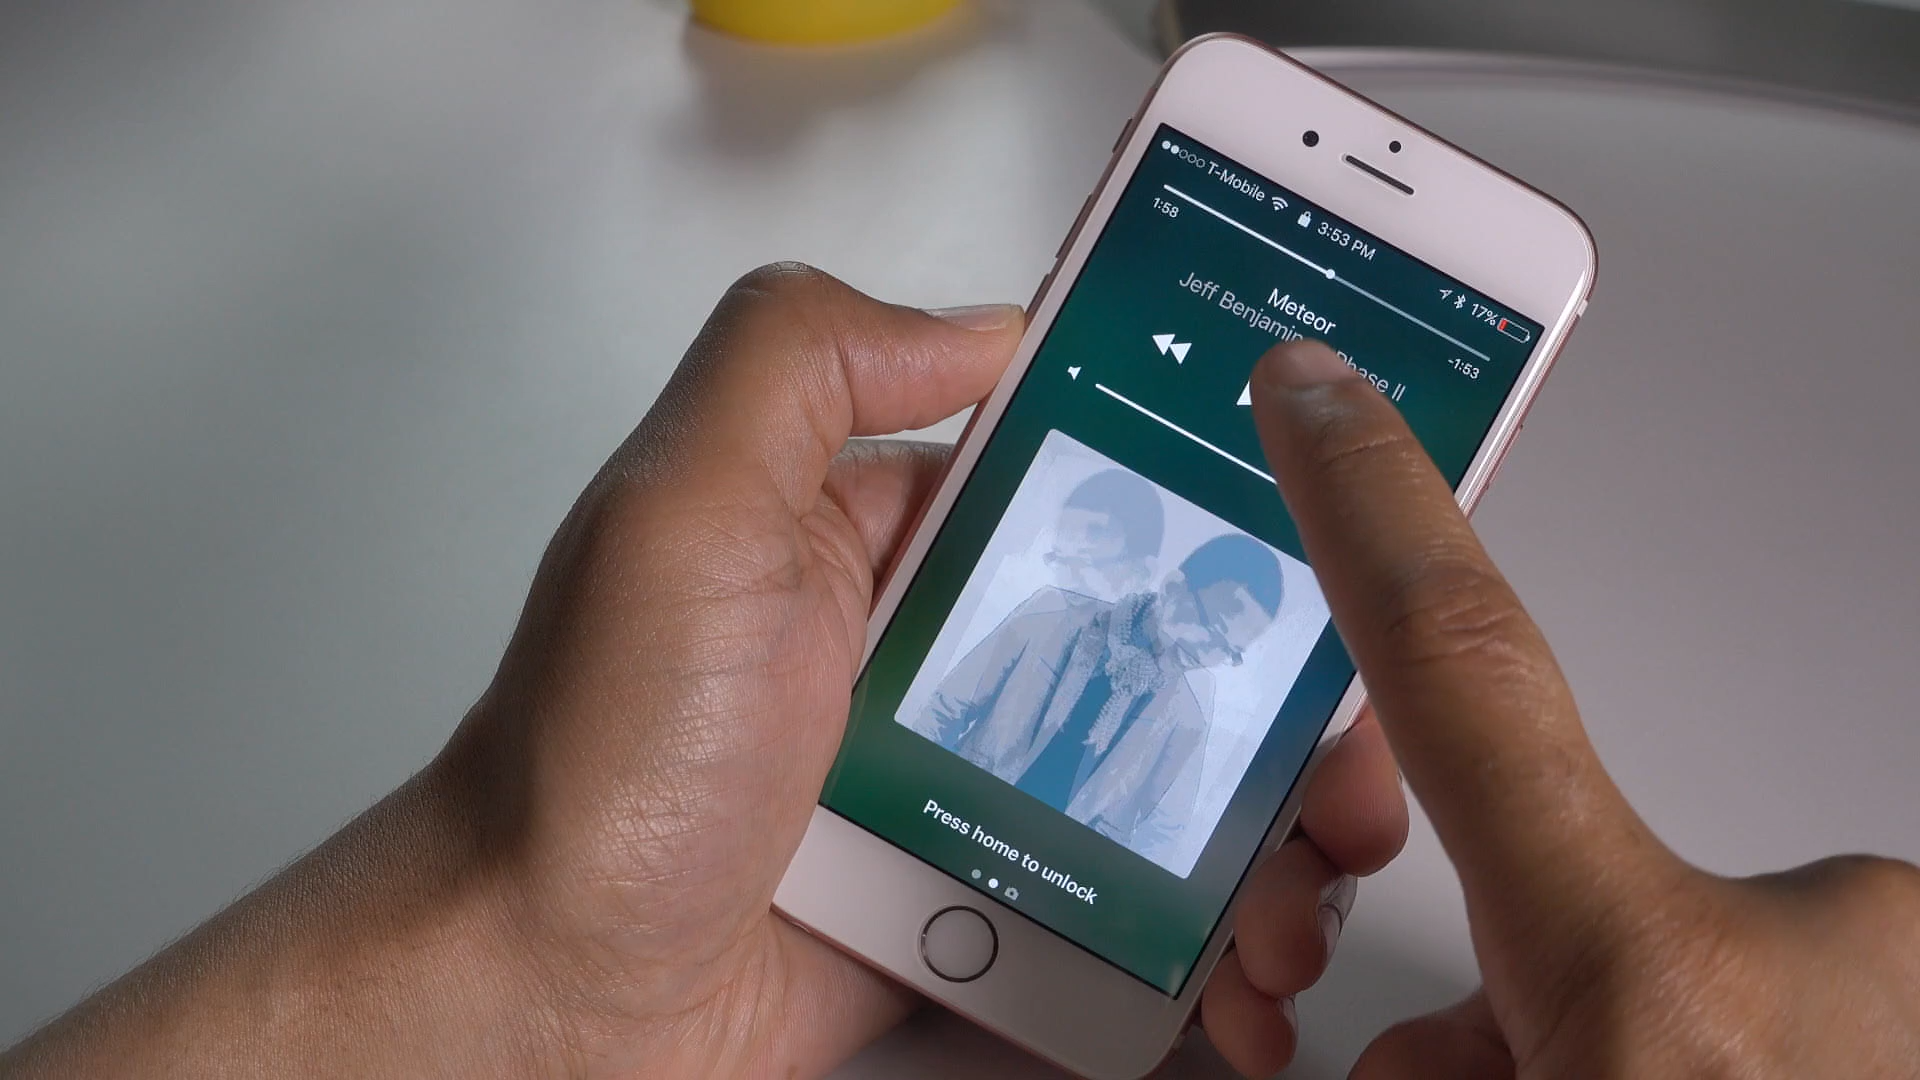 T-Mobile 3:53 PM 17%
1:58 -1:53
Meteor
Jeff Benjamin Phase II
Press home to unlock